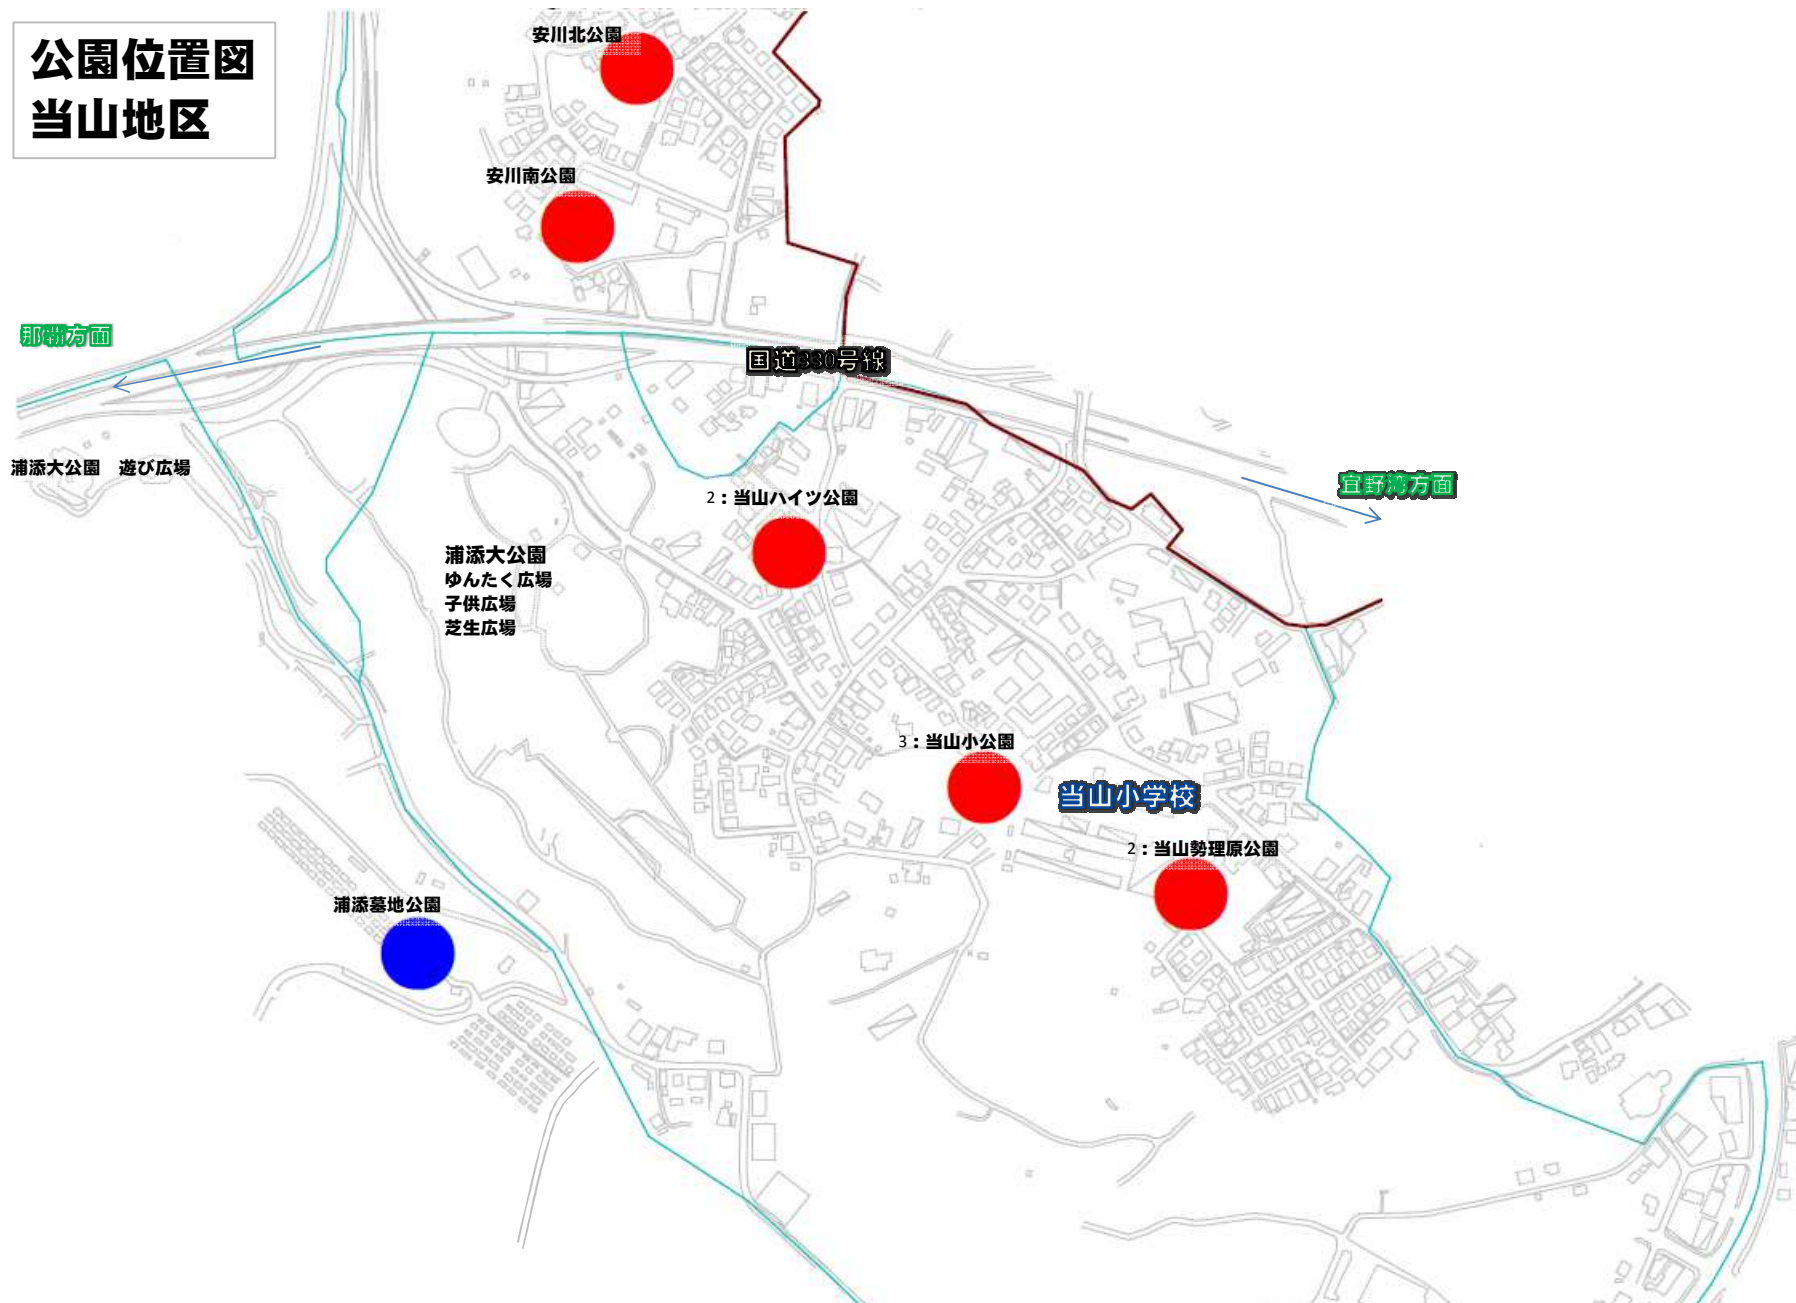 公園位置図
当山地区
安川北公園
安川南公園
那覇方面
国道330号線
浦添大公園　遊び広場
宜野湾方面
2：当山ハイツ公園
浦添大公園
ゆんたく広場
子供広場
芝生広場
3：当山小公園
当山小学校
2：当山勢理原公園
浦添墓地公園